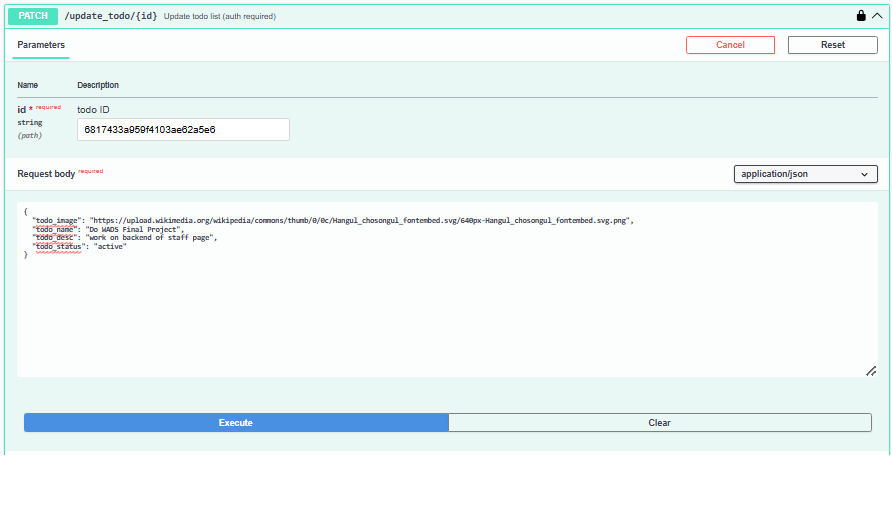 PATCH /update_todo/{id} Update todo list (auth required)
Parameters Cancel Reset
Name Description
id * required todo ID
string
(path)
6817433a959f4103ae62a5e6
Request body required application/json
{
"todo_image": "https://upload.wikimedia.org/wikipedia/commons/thumb/0/0c/Hangul_chosongul_fontembed.svg/640px-Hangul_chosongul_fontembed.svg.png",
"todo_name": "Do WADS Final Project",
"todo_desc": "work on backend of staff page",
"todo_status": "active"
}
Execute Clear